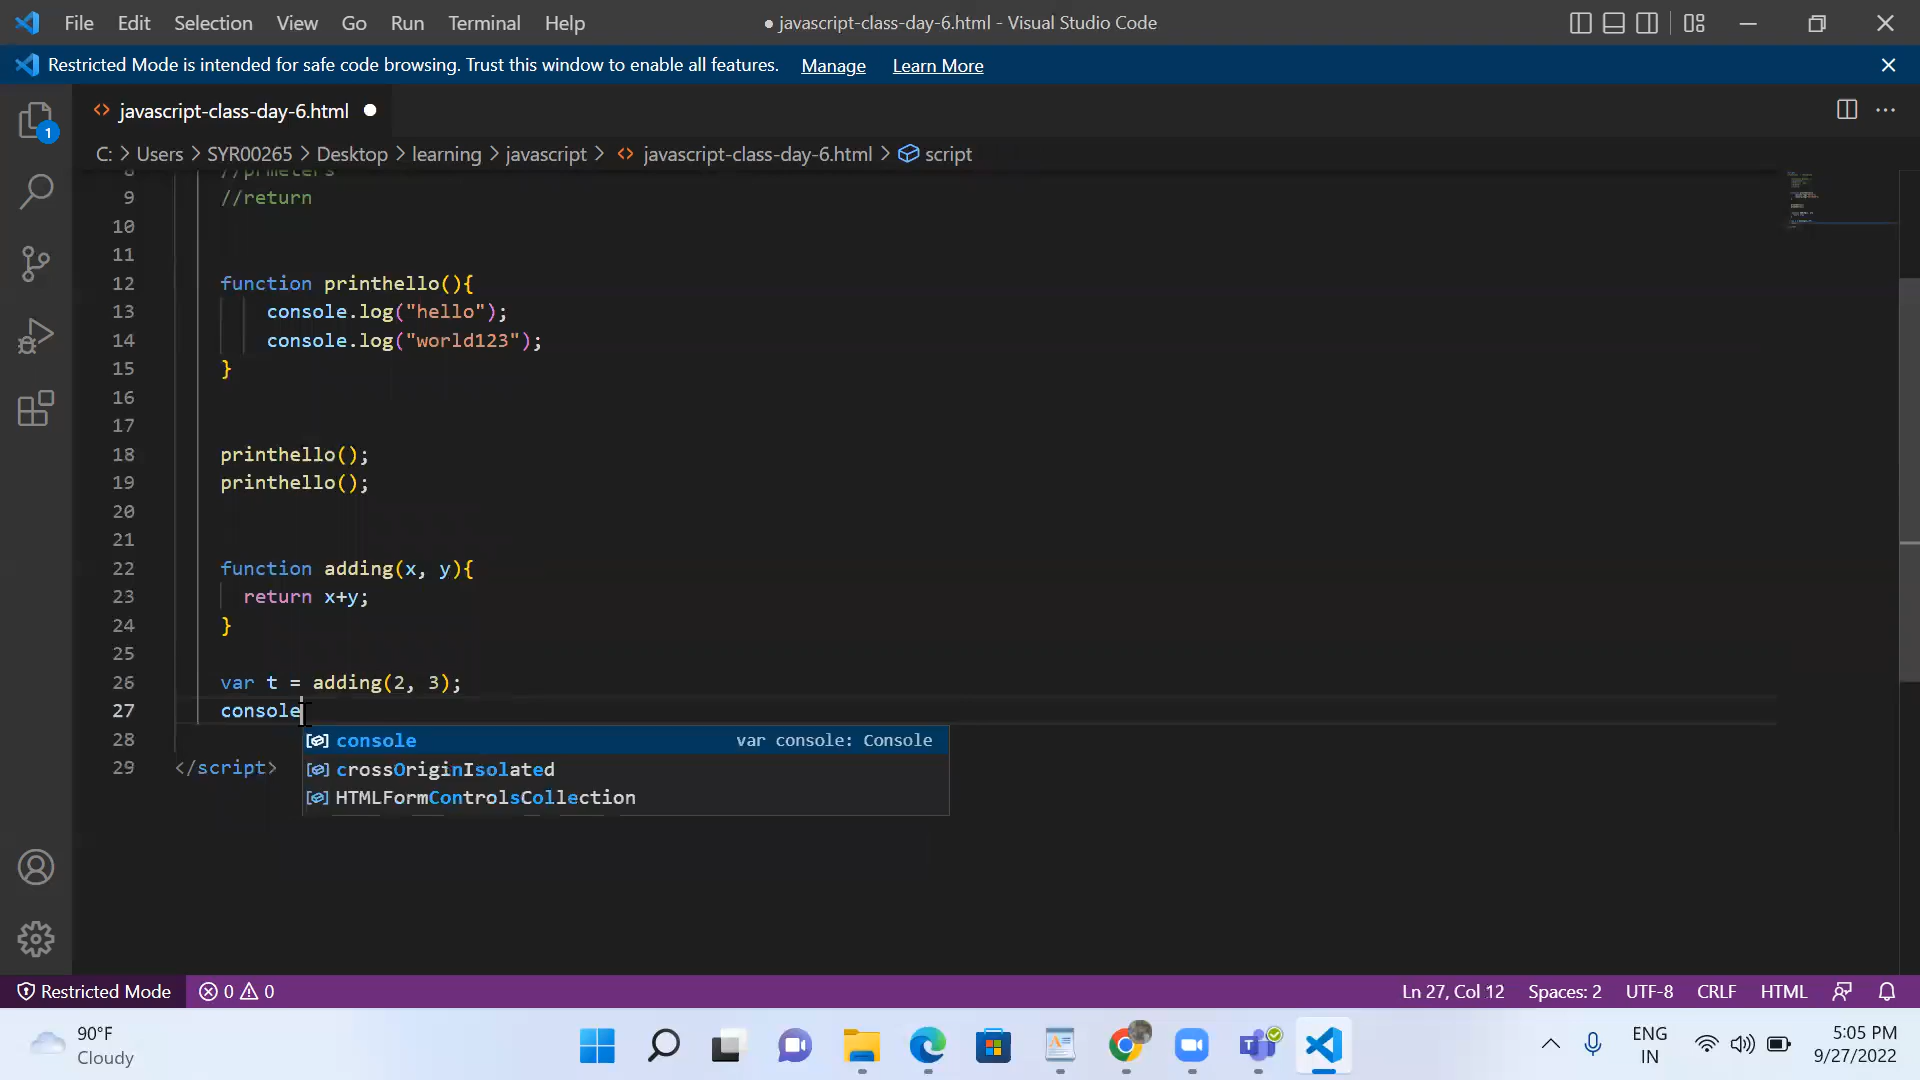 File Edit Selection View Go Run Terminal Help
● javascript-class-day-6.html - Visual Studio Code
Restricted Mode is intended for safe code browsing. Trust this window to enable all features. Manage Learn More
javascript-class-day-6.html
C: > Users > SYR00265 > Desktop > learning > javascript > javascript-class-day-6.html > script
1
8 //prmeters
9 //return
10
11
12 function printhello(){
13 console.log("hello");
14 console.log("world123");
15 }
16
17
18 printhello();
19 printhello();
20
21
22 function adding(x, y){
23 return x+y;
24 }
25
26 var t = adding(2, 3);
27 console
28
console var console: Console
crossOriginIsolated
29 </script>
HTMLFormControlsCollection
Restricted Mode 0 0 Ln 27, Col 12 Spaces: 2 UTF-8 CRLF HTML
90°F
Cloudy
ENG
IN
5:05 PM
9/27/2022